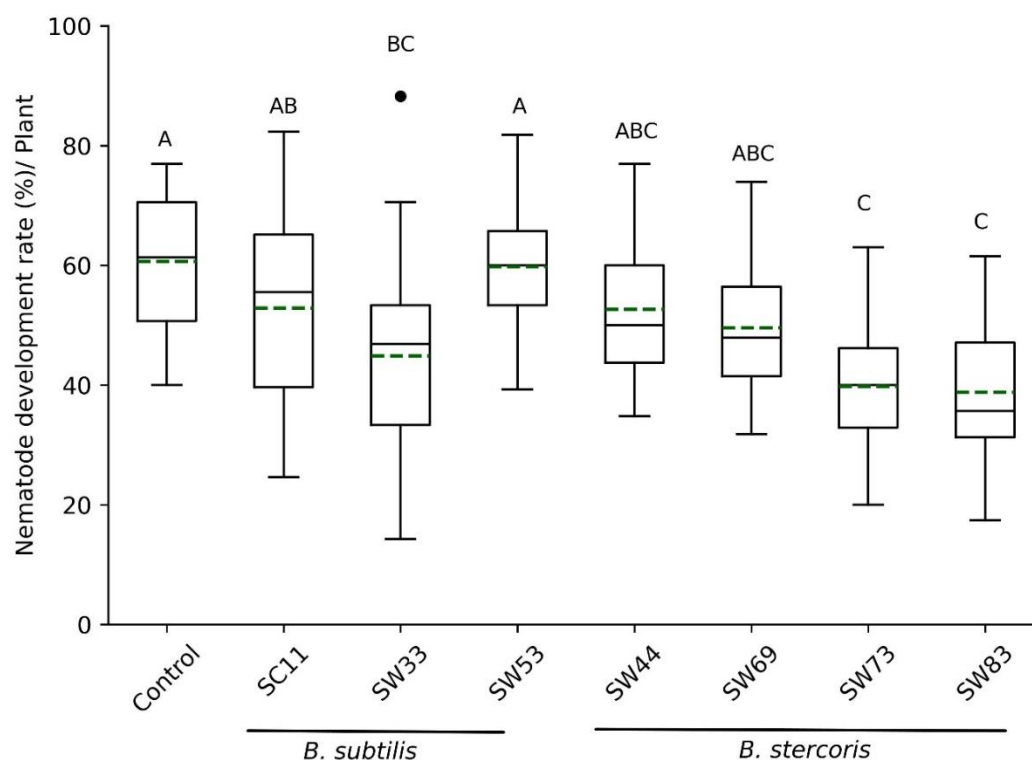 Nematode development rate (%)/ Plant
100
80
60
40
20
0
A
AB
BC
A
ABC
ABC
C
C
Control
SC11
SW33
SW53
SW44
SW69
SW73
SW83
B. subtilis
B. stercoris